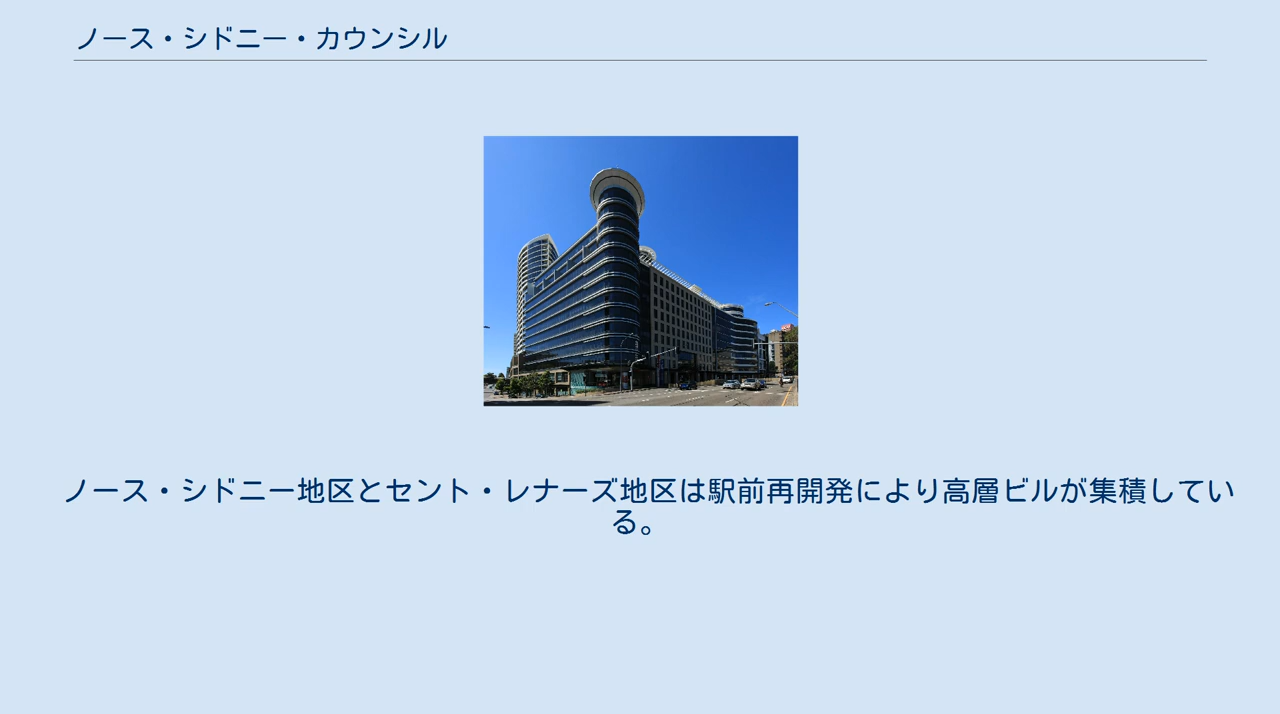 ノース・シドニー・カウンシル
ノース・シドニー地区とセント・レナーズ地区は駅前再開発により高層ビルが集積してい
る。